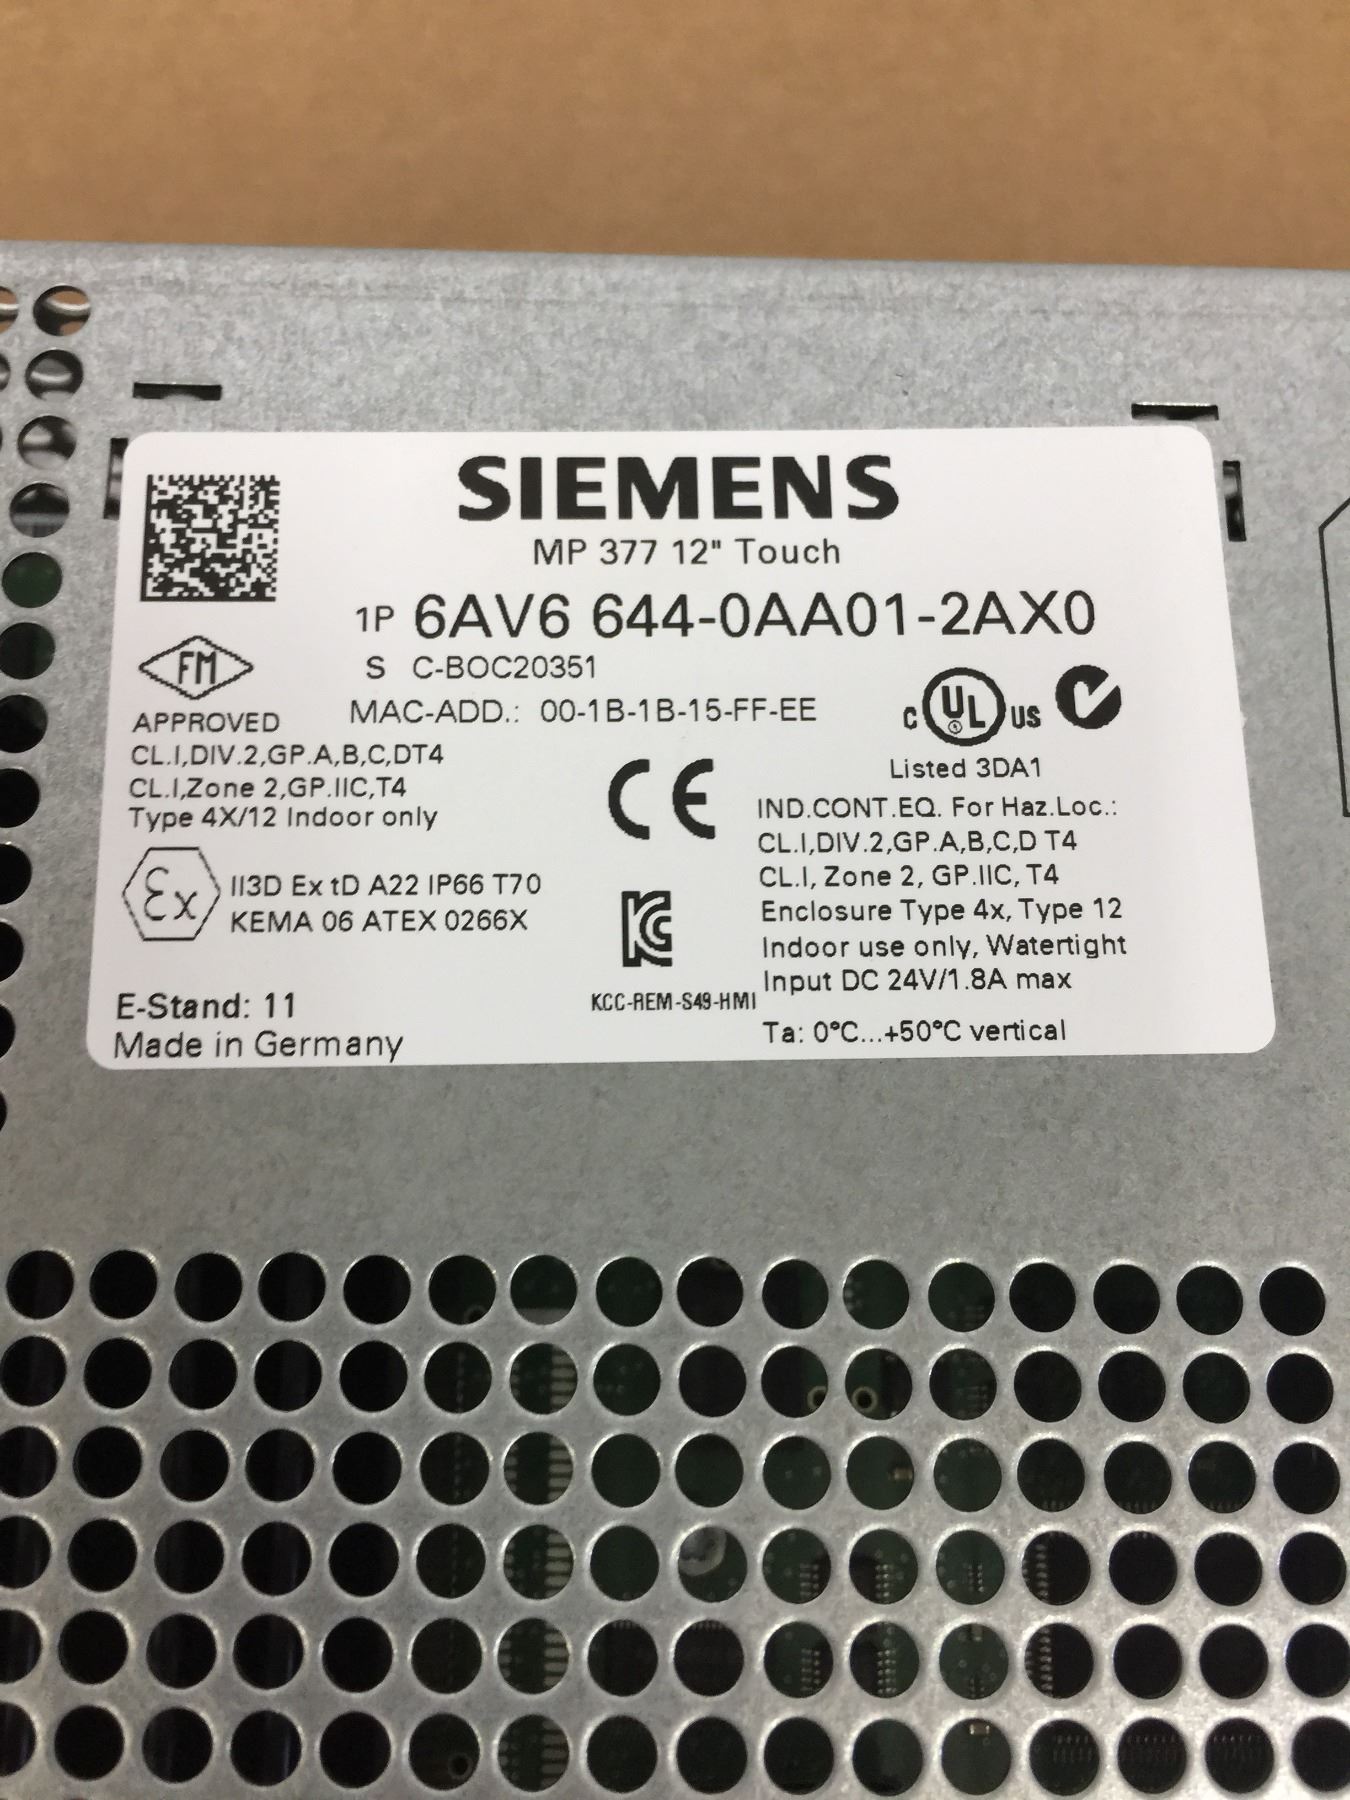 SIEMENS
MP 377 12" Touch
1P 6AV6 644-0AA01-2AX0
S C-BOC20351
MAC-ADD.: 00-1B-1B-15-FF-EE
FM
APPROVED
CL.I,DIV.2,GP.A,B,C,DT4
CL.I,Zone 2,GP.IIC,T4
Type 4X/12 Indoor only
Ex
II3D Ex tD A22 IP66 T70
KEMA 06 ATEX 0266X
E-Stand: 11
Made in Germany
CE
KC
KCC-REM-S49-HMI
C UL US
Listed 3DA1
IND.CONT.EQ. For Haz.Loc.:
CL.I,DIV.2,GP.A,B,C,D T4
CL.I, Zone 2, GP.IIC, T4
Enclosure Type 4x, Type 12
Indoor use only, Watertight
Input DC 24V/1.8A max
Ta: 0°C...+50°C vertical